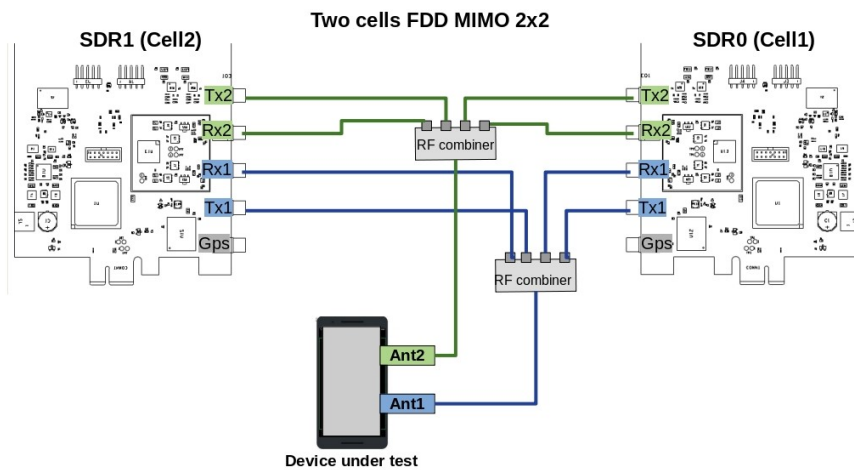 Two cells FDD MIMO 2x2
SDR1 (Cell2)
SDR0 (Cell1)
Tx2
Tx2
Rx2
Rx2
RF combiner
Rx1
Rx1
Tx1
Tx1
Gps
Gps
RF combiner
Ant2
Ant1
Device under test